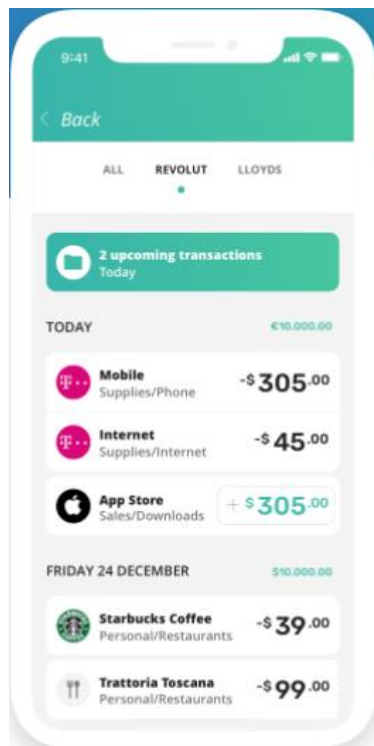 9:41
< Back
ALL REVOLUT LLOYDS
2 upcoming transactions
Today
TODAY €10.000.00
Mobile -$305.00
Supplies/Phone
Internet -$45.00
Supplies/Internet
App Store + $305.00
Sales/Downloads
FRIDAY 24 DECEMBER $10.000.00
Starbucks Coffee -$39.00
Personal/Restaurants
Trattoria Toscana -$99.00
Personal/Restaurants